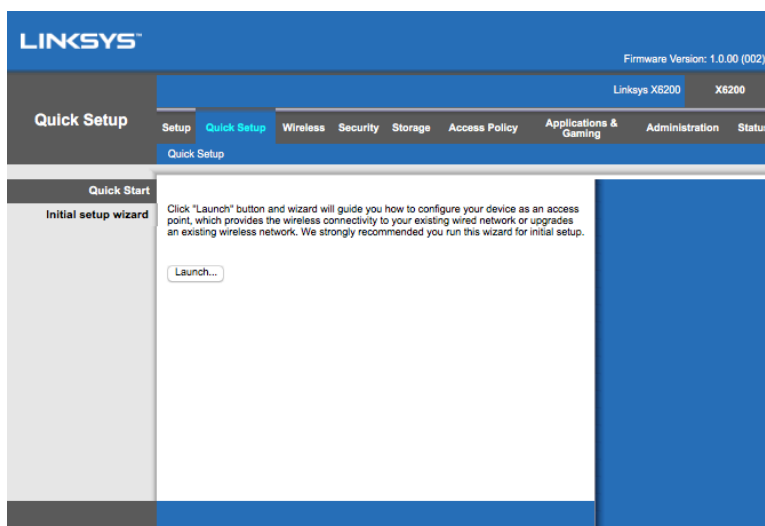 LINKSYS™
Firmware Version: 1.0.00 (002)
Linksys X6200 X6200
Quick Setup
Setup Quick Setup Wireless Security Storage Access Policy Applications & Gaming Administration Status
Quick Setup
Quick Start
Initial setup wizard
Click "Launch" button and wizard will guide you how to configure your device as an access
point, which provides the wireless connectivity to your existing wired network or upgrades
an existing wireless network. We strongly recommended you run this wizard for initial setup.
Launch...